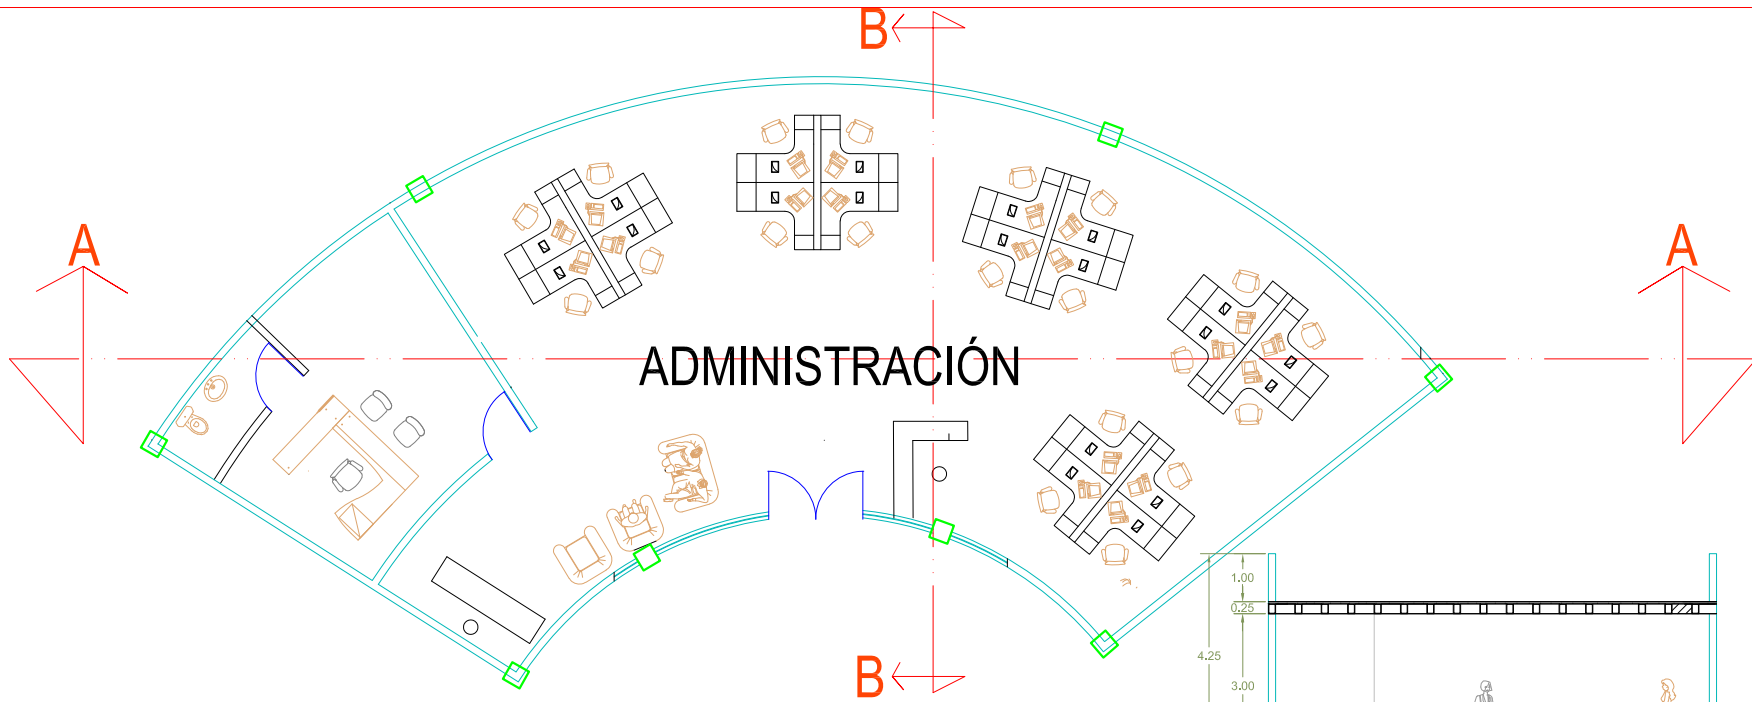 B
A
A
ADMINISTRACIÓN
1.00
0.25
4.25
B
3.00